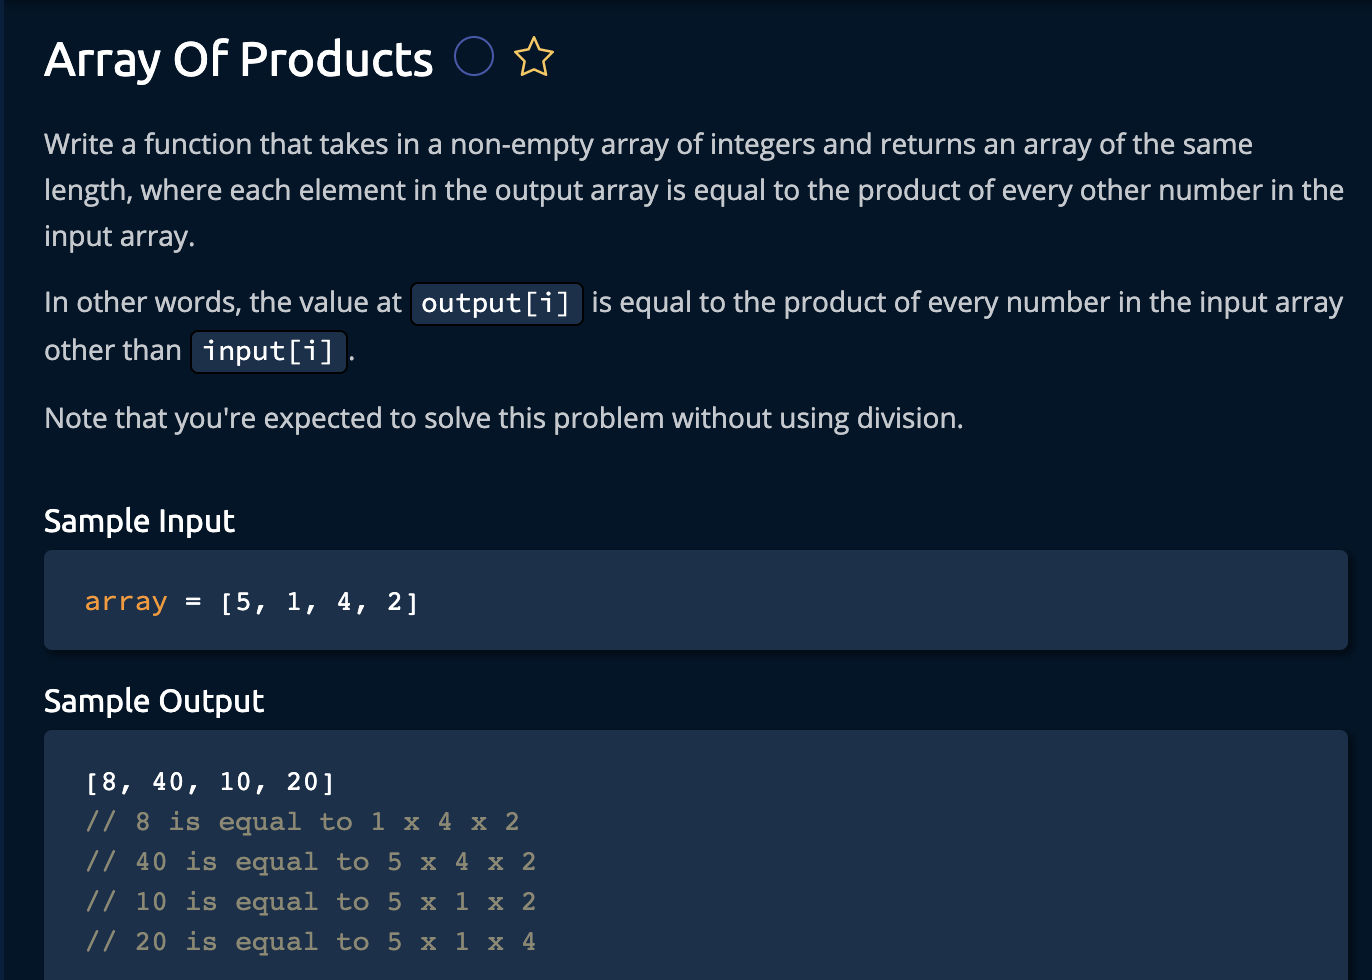 Array Of Products
Write a function that takes in a non-empty array of integers and returns an array of the same
length, where each element in the output array is equal to the product of every other number in the
input array.
In other words, the value at output[i] is equal to the product of every number in the input array
other than input[i].
Note that you're expected to solve this problem without using division.
Sample Input
array = [5, 1, 4, 2]
Sample Output
[8, 40, 10, 20]
// 8 is equal to 1 x 4 x 2
// 40 is equal to 5 x 4 x 2
// 10 is equal to 5 x 1 x 2
// 20 is equal to 5 x 1 x 4